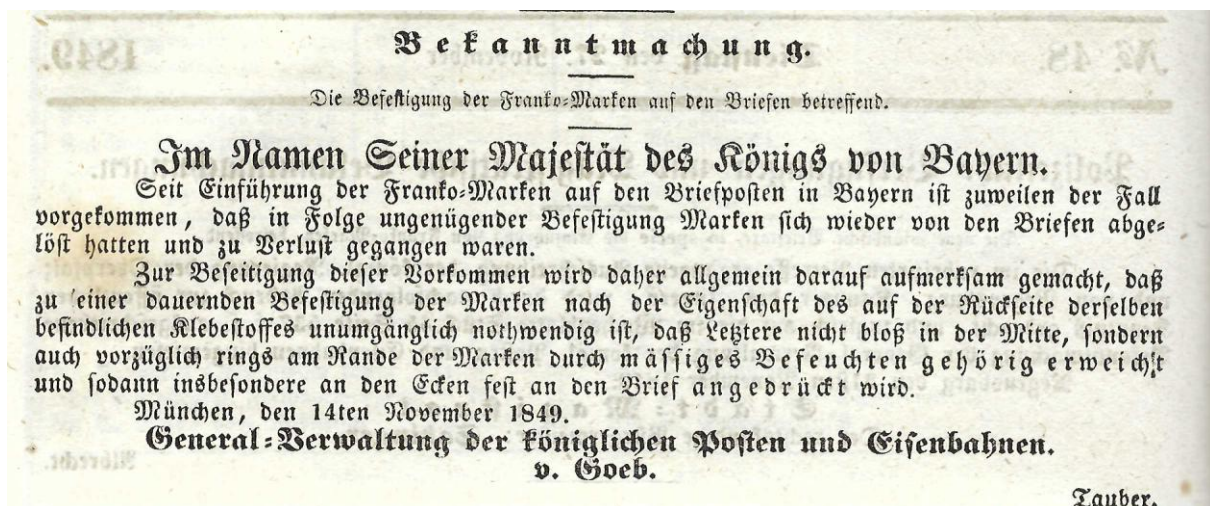 Bekanntmachung.
Die Befestigung der Franko-Marken auf den Briefen betreffend.
Im Namen Seiner Majestät des Königs von Bayern.
Seit Einführung der Franko-Marken auf den Briefposten in Bayern ist zuweilen der Fall
vorgekommen, daß in Folge ungenügender Befestigung Marken sich wieder von den Briefen abge-
löst hatten und zu Verlust gegangen waren.
Zur Beseitigung dieser Vorkommen wird daher allgemein darauf aufmerksam gemacht, daß
zu einer dauernden Befestigung der Marken nach der Eigenschaft des auf der Rückseite derselben
befindlichen Klebestoffes unumgänglich nothwendig ist, daß Letztere nicht bloß in der Mitte, sondern
auch vorzüglich rings am Rande der Marken durch mässiges Befeuchten gehörig erweicht
und sodann insbesondere an den Ecken fest an den Brief angedrückt wird.
München, den 14ten November 1849.
General-Verwaltung der königlichen Posten und Eisenbahnen.
v. Goeb.
Tauber.